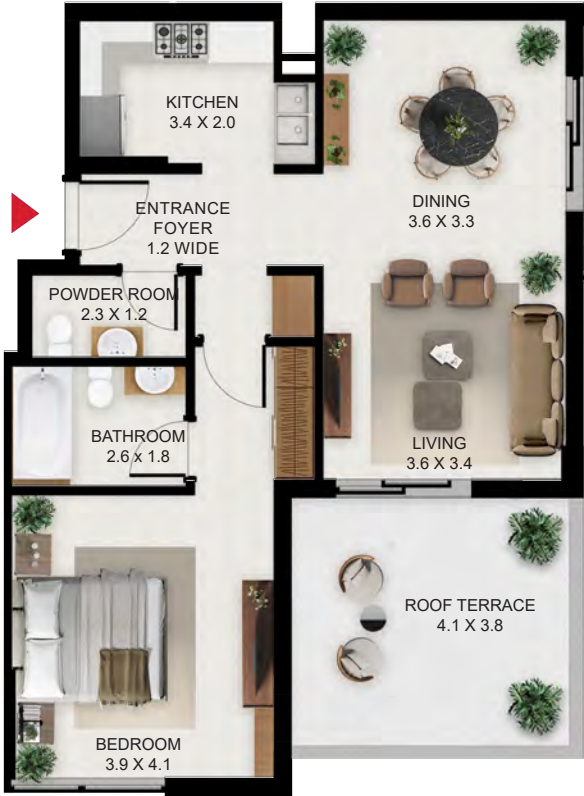 KITCHEN
3.4 X 2.0
DINING
3.6 X 3.3
ENTRANCE
FOYER
1.2 WIDE
POWDER ROOM
2.3 X 1.2
BATHROOM
2.6 x 1.8
LIVING
3.6 X 3.4
ROOF TERRACE
4.1 X 3.8
BEDROOM
3.9 X 4.1